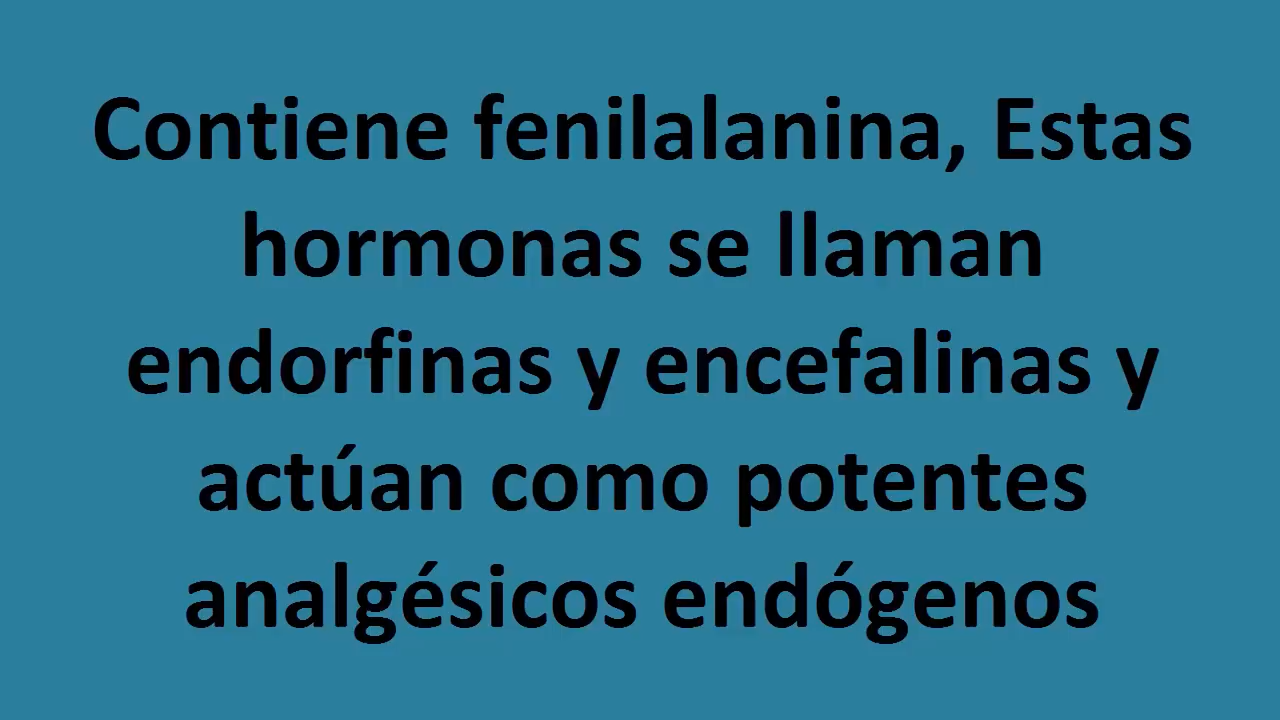 Contiene fenilalanina, Estas
hormonas se llaman
endorfinas y encefalinas y
actúan como potentes
analgésicos endógenos